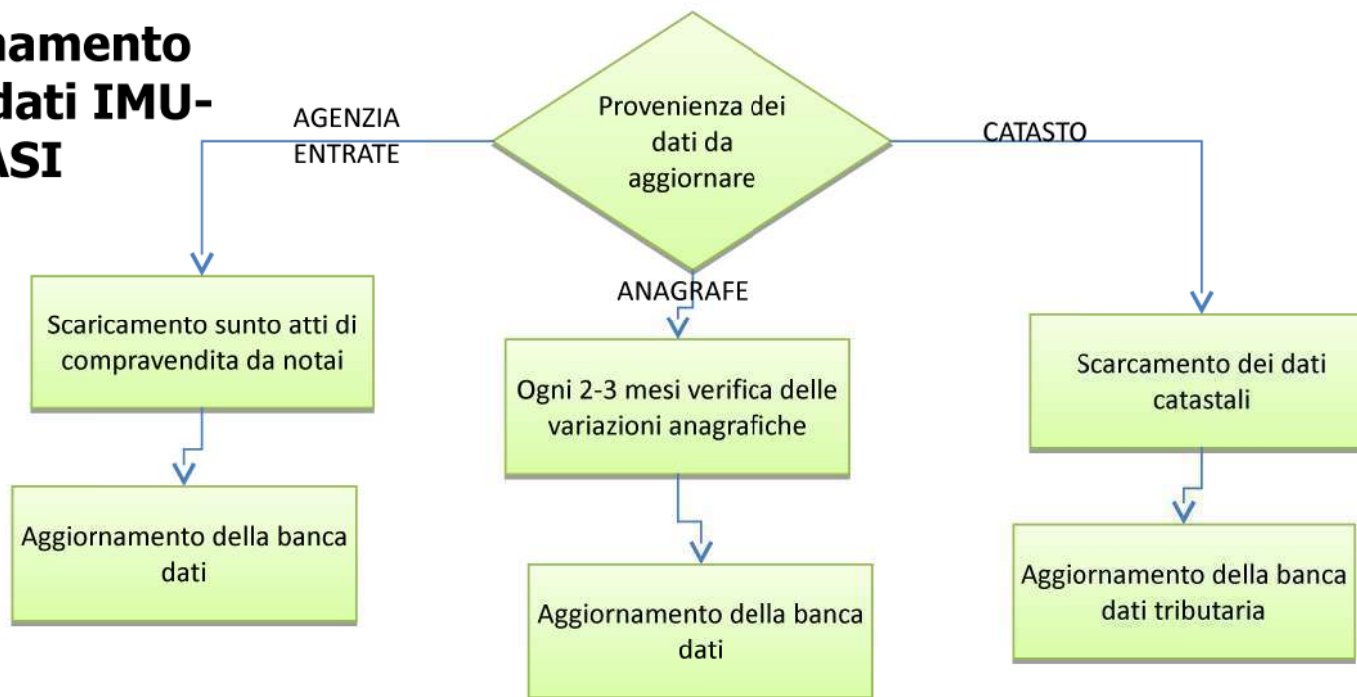 namento
dati IMU-
ASI
AGENZIA
ENTRATE
Provenienza dei
dati da
aggiornare
CATASTO
ANAGRAFE
Scaricamento sunto atti di
compravendita da notai
Ogni 2-3 mesi verifica delle
variazioni anagrafiche
Scarcamento dei dati
catastali
Aggiornamento della banca
dati
Aggiornamento della banca
dati
Aggiornamento della banca
dati tributaria